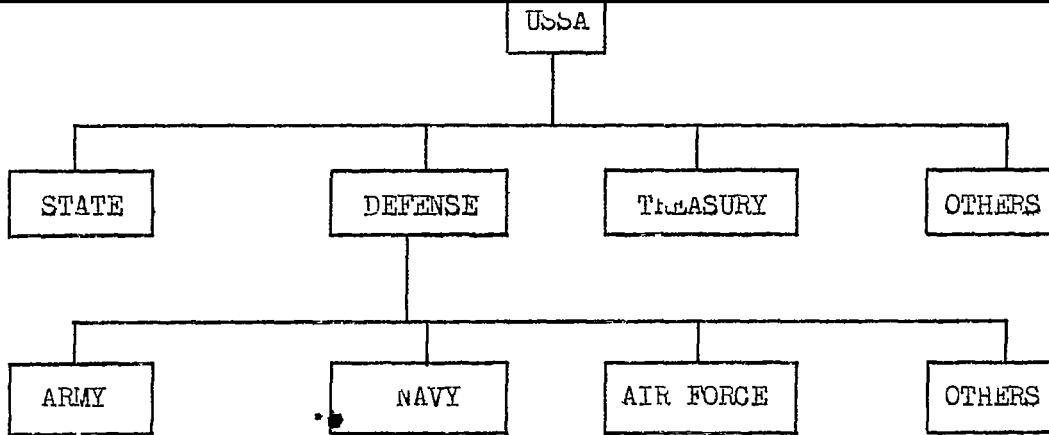 USSA
STATE DEFENSE TREASURY OTHERS
ARMY NAVY AIR FORCE OTHERS